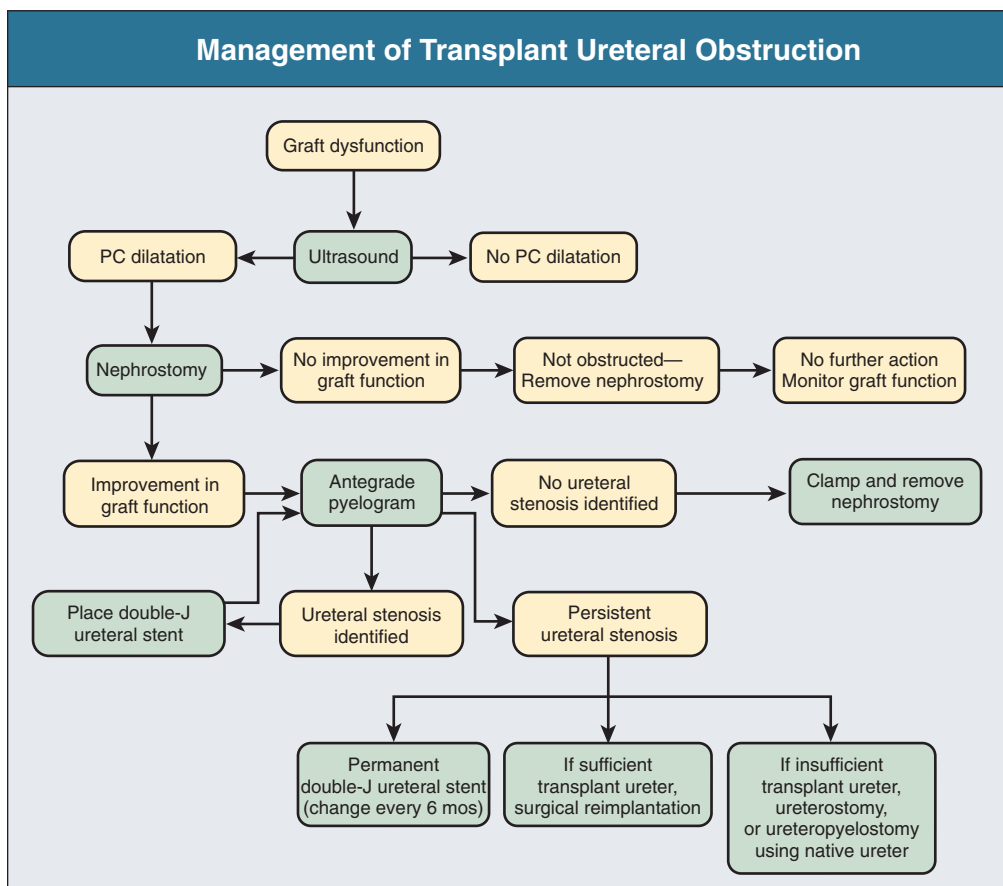 Management of Transplant Ureteral Obstruction
Graft dysfunction
PC dilatation
Ultrasound
No PC dilatation
Nephrostomy
No improvement in
graft function
Not obstructed—
Remove nephrostomy
No further action
Monitor graft function
Improvement in
graft function
Antegrade
pyelogram
No ureteral
stenosis identified
Clamp and remove
nephrostomy
Place double-J
ureteral stent
Ureteral stenosis
identified
Persistent
ureteral stenosis
Permanent
double-J ureteral stent
(change every 6 mos)
If sufficient
transplant ureter,
surgical reimplantation
If insufficient
transplant ureter,
ureterostomy,
or ureteropyelostomy
using native ureter